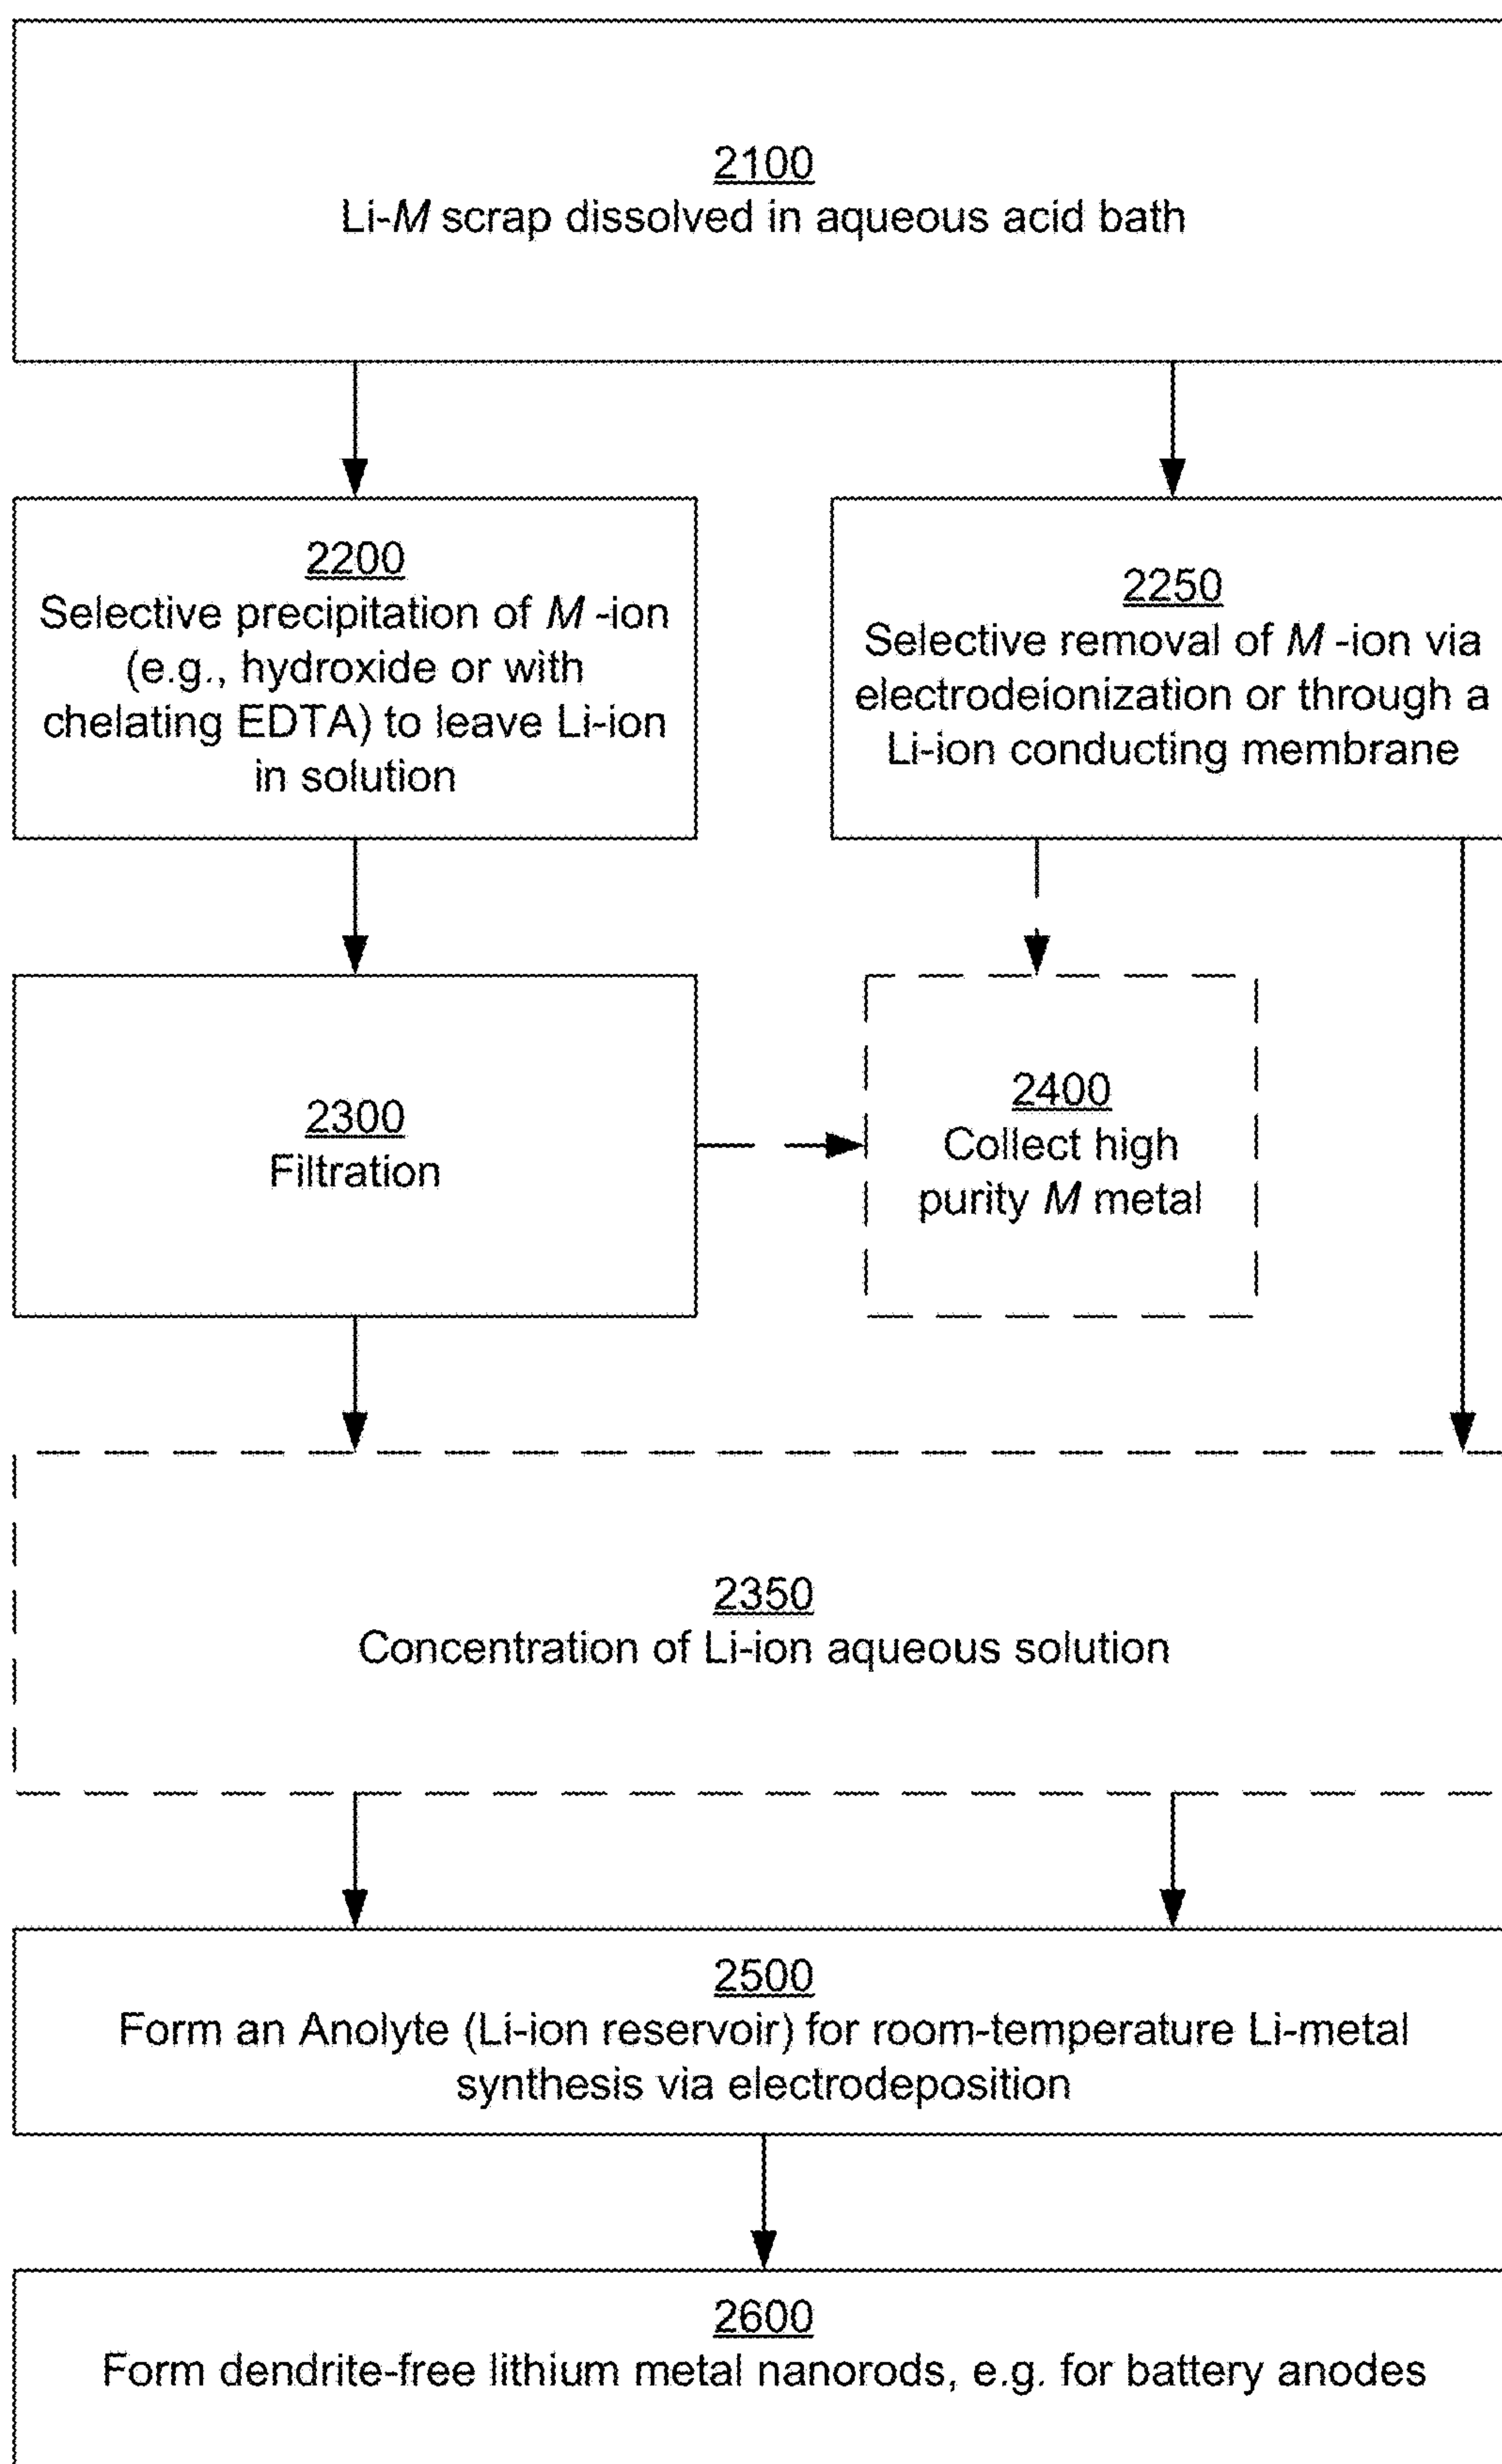 2100
Li-M scrap dissolved in aqueous acid bath
2200
Selective precipitation of M -ion
(e.g., hydroxide or with
chelating EDTA) to leave Li-ion
in solution
2250
Selective removal of M -ion via
electrodeionization or through a
Li-ion conducting membrane
2300
Filtration
2400
Collect high
purity M metal
2350
Concentration of Li-ion aqueous solution
2500
Form an Anolyte (Li-ion reservoir) for room-temperature Li-metal
synthesis via electrodeposition
2600
Form dendrite-free lithium metal nanorods, e.g. for battery anodes